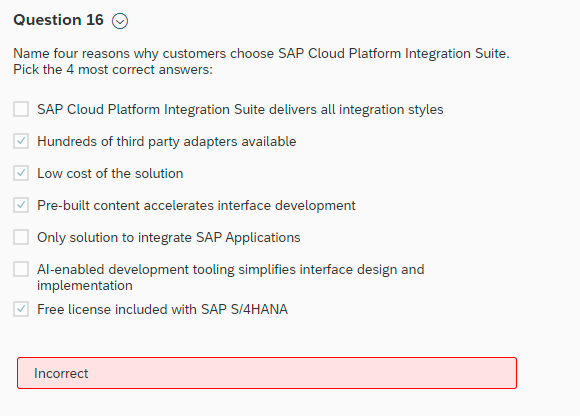 Question 16
Name four reasons why customers choose SAP Cloud Platform Integration Suite.
Pick the 4 most correct answers:
SAP Cloud Platform Integration Suite delivers all integration styles
Hundreds of third party adapters available
Low cost of the solution
Pre-built content accelerates interface development
Only solution to integrate SAP Applications
AI-enabled development tooling simplifies interface design and
implementation
Free license included with SAP S/4HANA
Incorrect